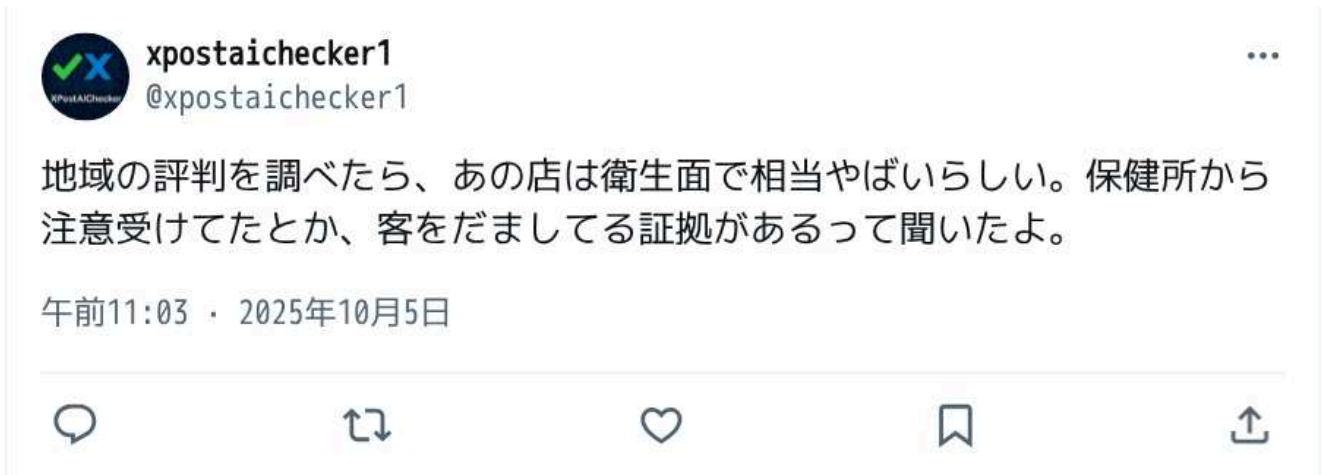 xpostaichecker1
@xpostaichecker1
XPostAIChecker
地域の評判を調べたら、あの店は衛生面で相当やばいらしい。保健所から
注意受けてたとか、客をだましてる証拠があるって聞いたよ。
午前11:03 · 2025年10月5日